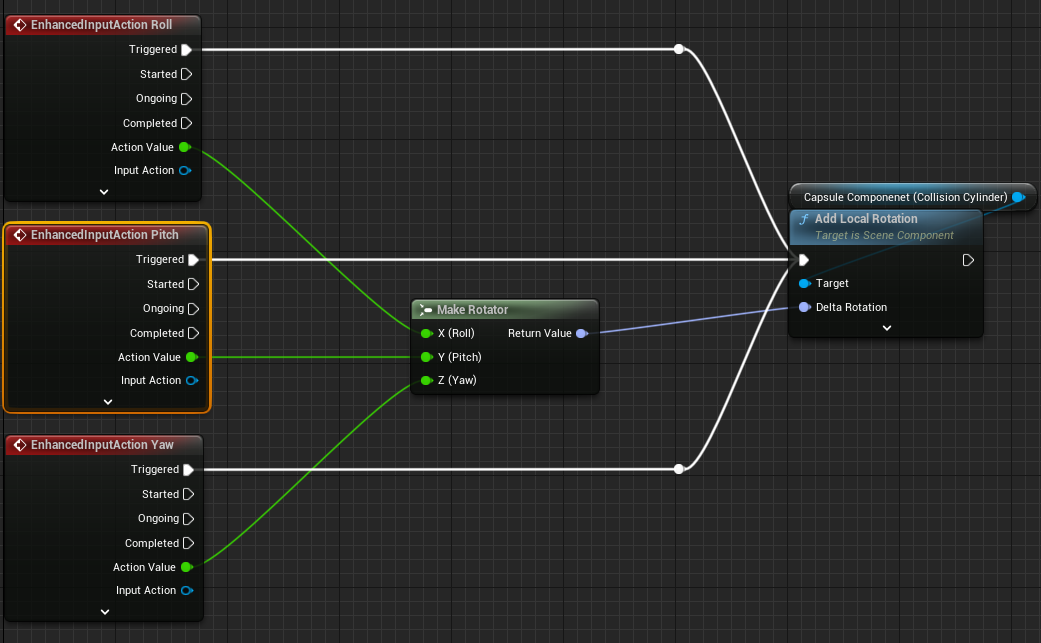 EnhancedInputAction Roll
Triggered
Started
Ongoing
Completed
Action Value
Input Action
EnhancedInputAction Pitch
Triggered
Started
Ongoing
Completed
Action Value
Input Action
EnhancedInputAction Yaw
Triggered
Started
Ongoing
Completed
Action Value
Input Action
Make Rotator
X (Roll) Return Value
Y (Pitch)
Z (Yaw)
Capsule Componenet (Collision Cylinder)
f Add Local Rotation
Target is Scene Component
Target
Delta Rotation